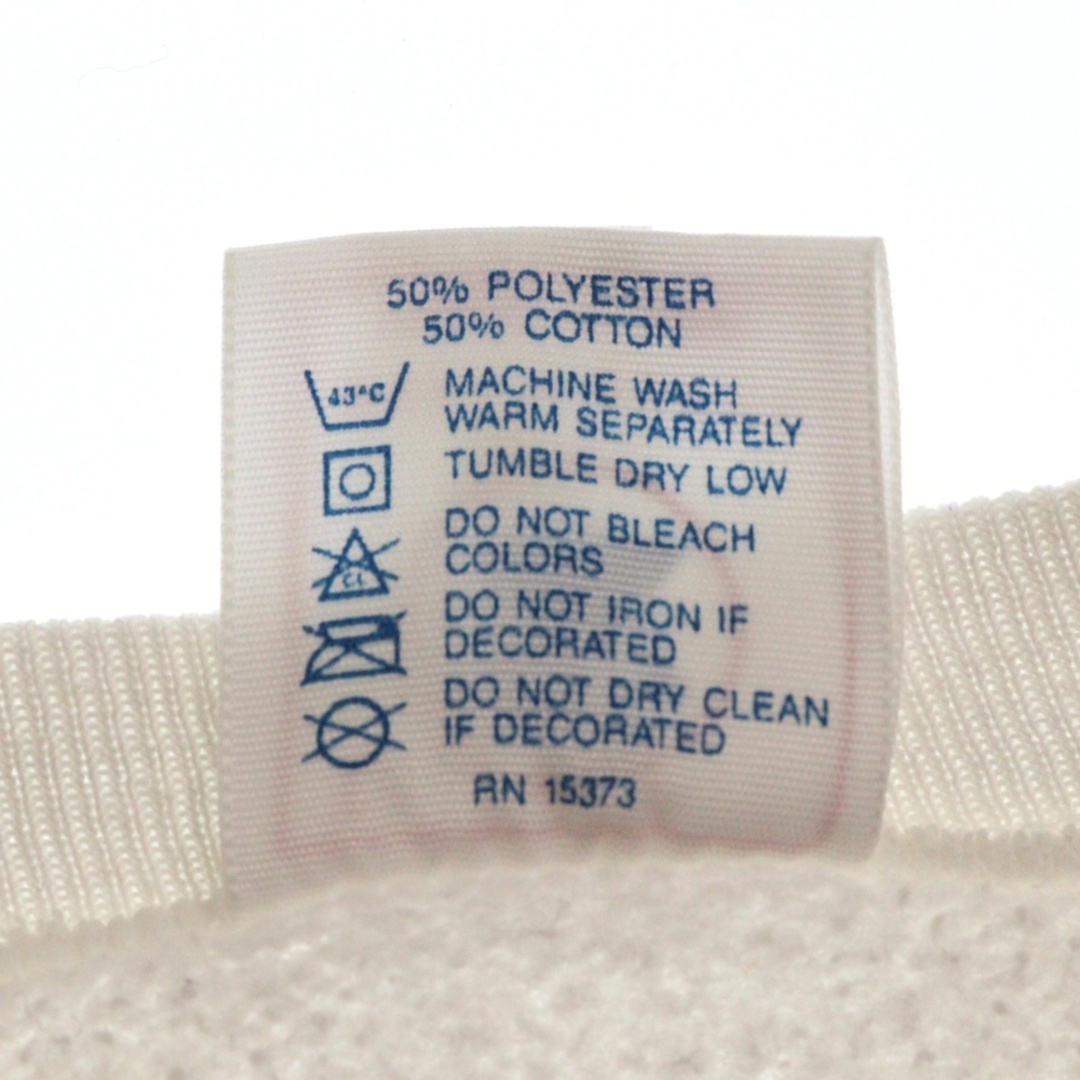 50% POLYESTER
50% COTTON
43°C
MACHINE WASH
WARM SEPARATELY
TUMBLE DRY LOW
CL
DO NOT BLEACH
COLORS
DO NOT IRON IF
DECORATED
DO NOT DRY CLEAN
IF DECORATED
RN 15373